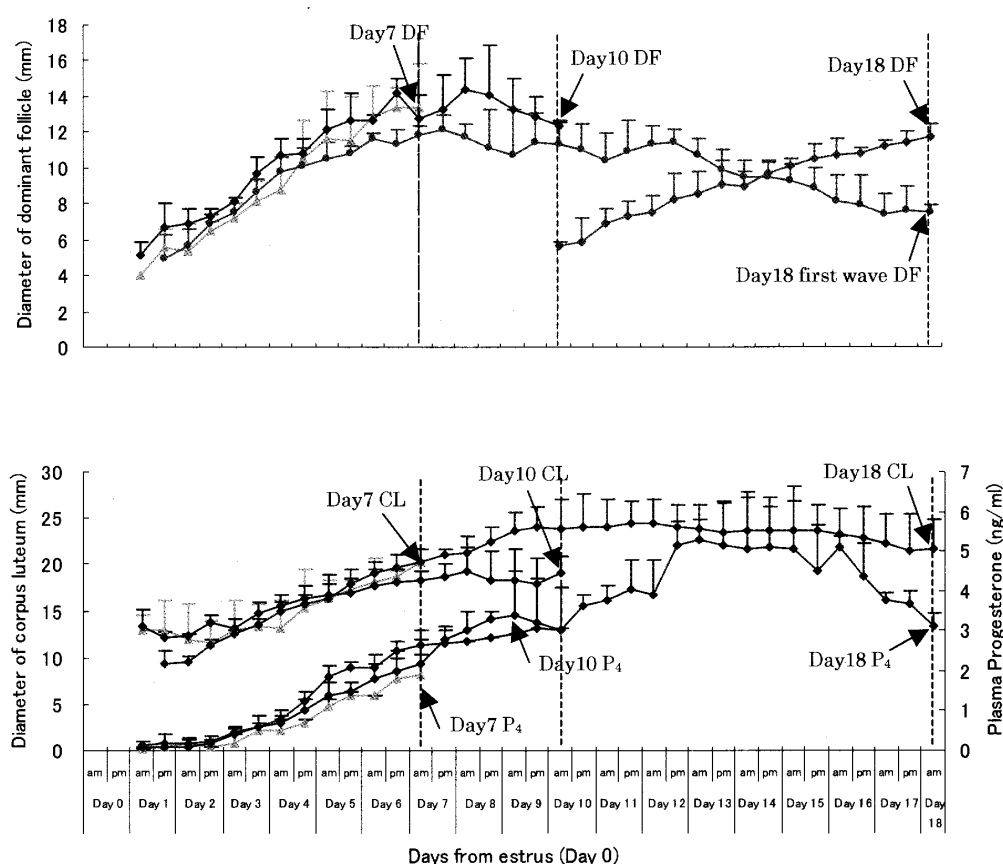 Diameter of dominant follicle (mm)
18
16
14
12
10
8
6
4
2
0
Day7 DF
Day10 DF
Day18 DF
Day18 first wave DF
Diameter of corpus luteum (mm)
30
25
20
15
10
5
0
Day7 CL
Day10 CL
Day18 CL
Day7 P4
Day10 P4
Day18 P4
7
6
5
4
3
2
1
0
Plasma Progesterone (ng/ml)
am pm am pm am pm am pm am pm am pm am pm am pm am pm am pm am pm am pm am pm am pm am pm am pm am pm am pm am
Day 0 Day 1 Day 2 Day 3 Day 4 Day 5 Day 6 Day 7 Day 8 Day 9 Day 10 Day 11 Day 12 Day 13 Day 14 Day 15 Day 16 Day 17 Day
18
Days from estrus (Day 0)